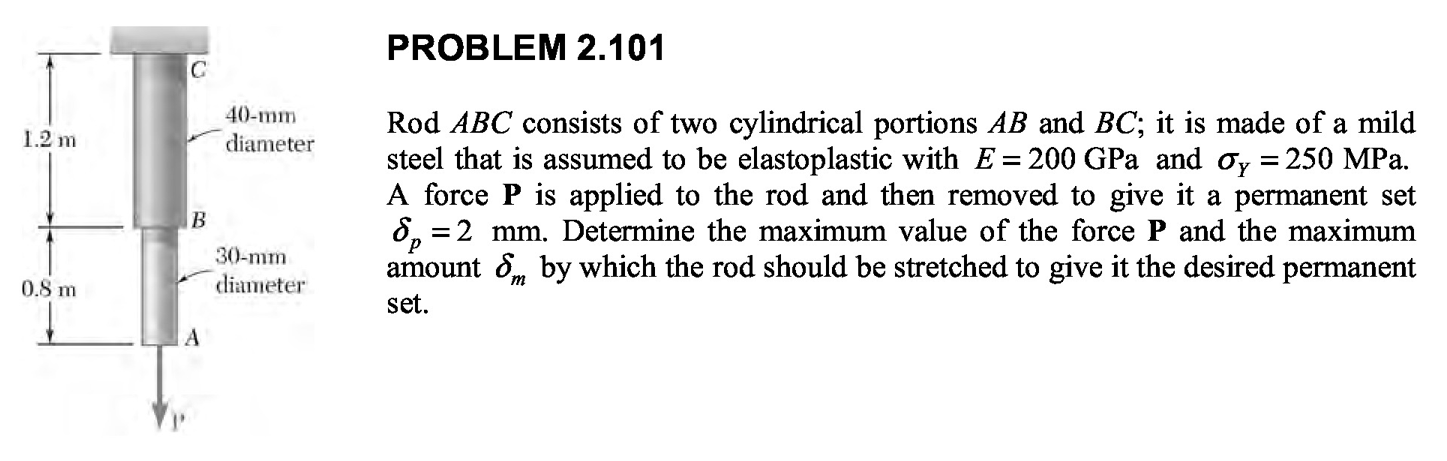 PROBLEM 2.101
C
40-mm
diameter
1.2 m
B
30-mm
diameter
0.8 m
A
P
Rod ABC consists of two cylindrical portions AB and BC; it is made of a mild
steel that is assumed to be elastoplastic with E = 200 GPa and σY = 250 MPa.
A force P is applied to the rod and then removed to give it a permanent set
δp = 2 mm. Determine the maximum value of the force P and the maximum
amount δm by which the rod should be stretched to give it the desired permanent
set.